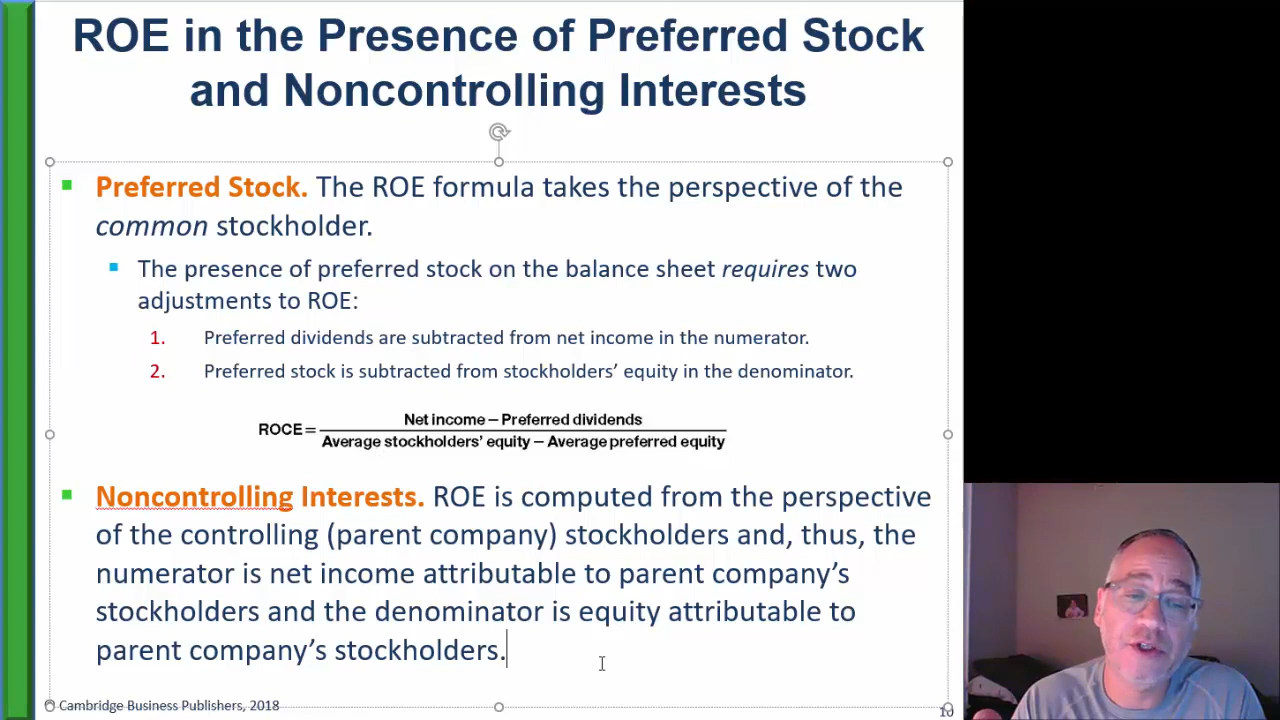 ROE in the Presence of Preferred Stock
and Noncontrolling Interests
Preferred Stock. The ROE formula takes the perspective of the
common stockholder.
The presence of preferred stock on the balance sheet requires two
adjustments to ROE:
1. Preferred dividends are subtracted from net income in the numerator.
2. Preferred stock is subtracted from stockholders’ equity in the denominator.
Net income – Preferred dividends
ROCE =
Average stockholders’ equity – Average preferred equity
Noncontrolling Interests. ROE is computed from the perspective
of the controlling (parent company) stockholders and, thus, the
numerator is net income attributable to parent company’s
stockholders and the denominator is equity attributable to
parent company’s stockholders.
© Cambridge Business Publishers, 2018
10